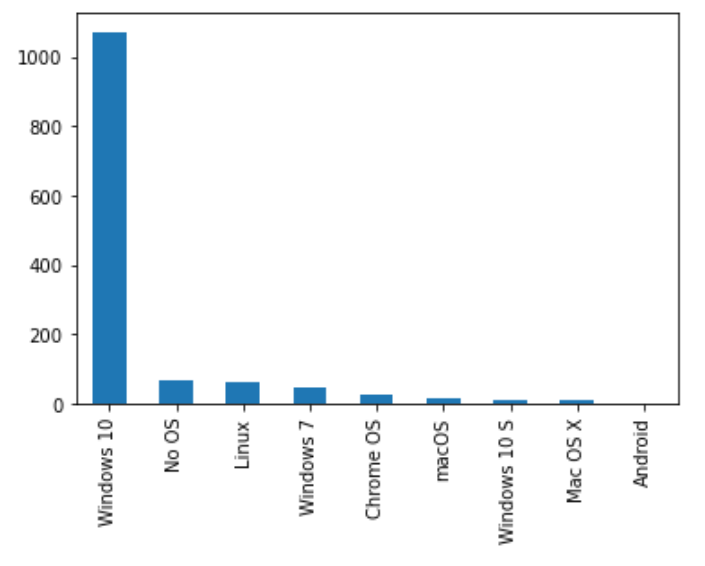 1000
800
600
400
200
0
Windows 10
No OS
Linux
Windows 7
Chrome OS
macOS
Windows 10 S
Mac OS X
Android